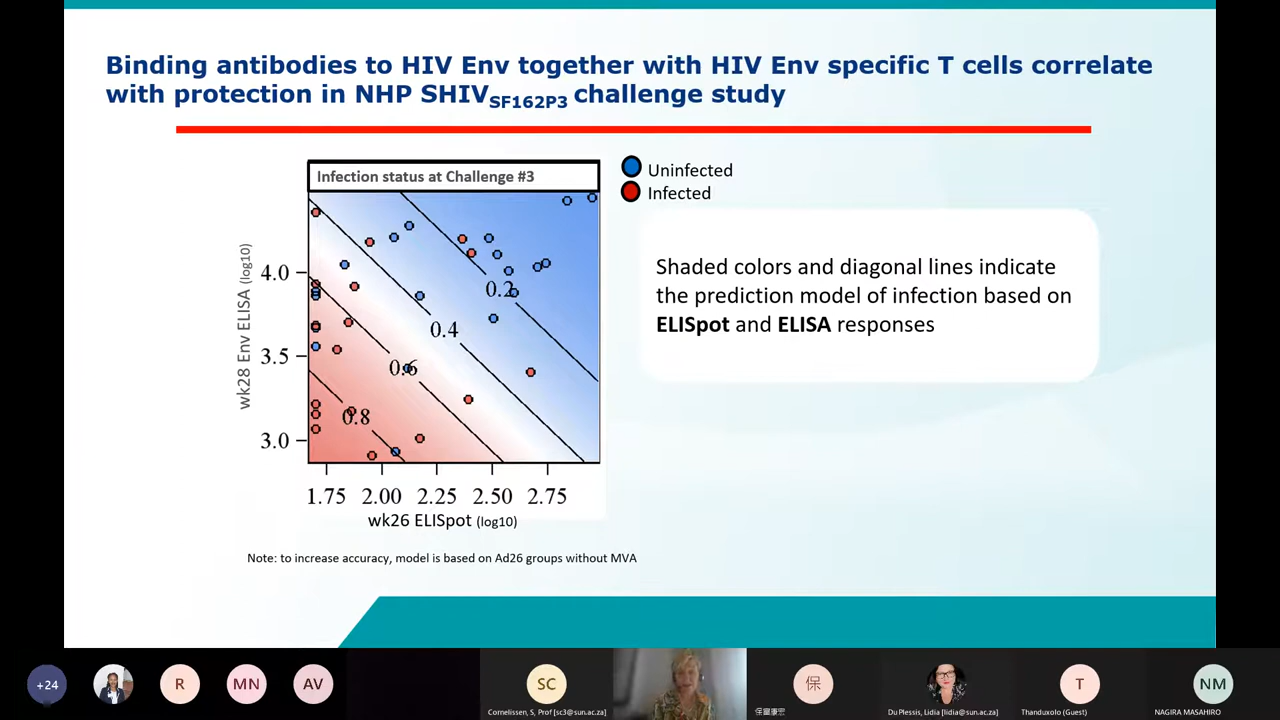 Binding antibodies to HIV Env together with HIV Env specific T cells correlate
with protection in NHP SHIVSF162P3 challenge study
Infection status at Challenge #3
Uninfected
Infected
Shaded colors and diagonal lines indicate
the prediction model of infection based on
ELISpot and ELISA responses
wk28 Env ELISA (log10)
4.0
3.5
3.0
0.2
0.4
0.6
0.8
1.75 2.00 2.25 2.50 2.75
wk26 ELISpot (log10)
Note: to increase accuracy, model is based on Ad26 groups without MVA
+24
R
MN
AV
SC
保
T
NM
Cornelissen, S, Prof [sc3@sun.ac.za]
保富康宏
Du Plessis, Lidia [lidia@sun.ac.za]
Thanduxolo (Guest)
NAGIRA MASAHIRO